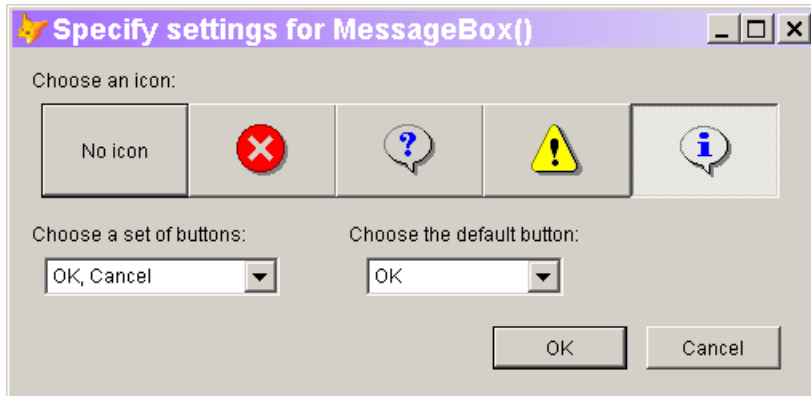 Specify settings for MessageBox()
Choose an icon:
No icon
Choose a set of buttons: Choose the default button:
OK, Cancel OK
OK Cancel